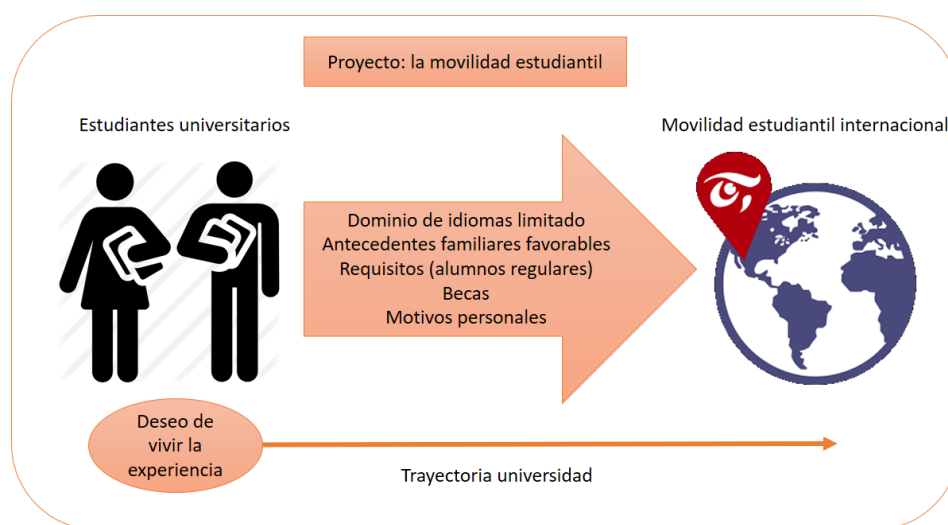 Proyecto: la movilidad estudiantil
Estudiantes universitarios
Movilidad estudiantil internacional
Dominio de idiomas limitado
Antecedentes familiares favorables
Requisitos (alumnos regulares)
Becas
Motivos personales
Deseo de
vivir la
experiencia
Trayectoria universidad